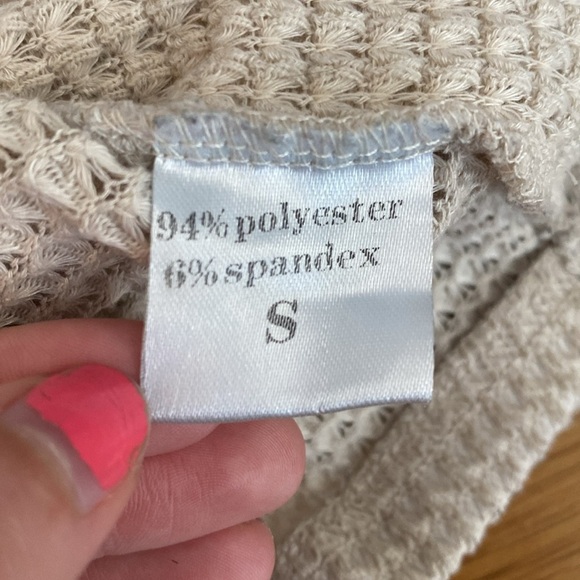 94% polyester
6% spandex
S